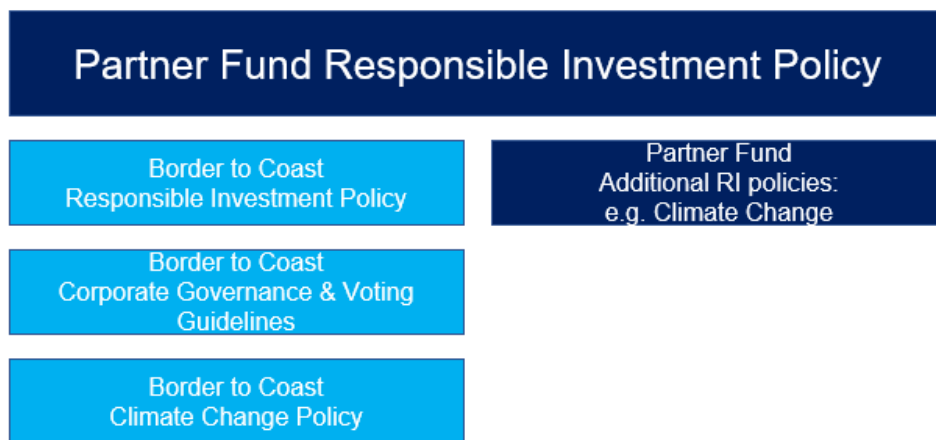 Partner Fund Responsible Investment Policy
Border to Coast
Responsible Investment Policy
Partner Fund
Additional RI policies:
e.g. Climate Change
Border to Coast
Corporate Governance & Voting
Guidelines
Border to Coast
Climate Change Policy